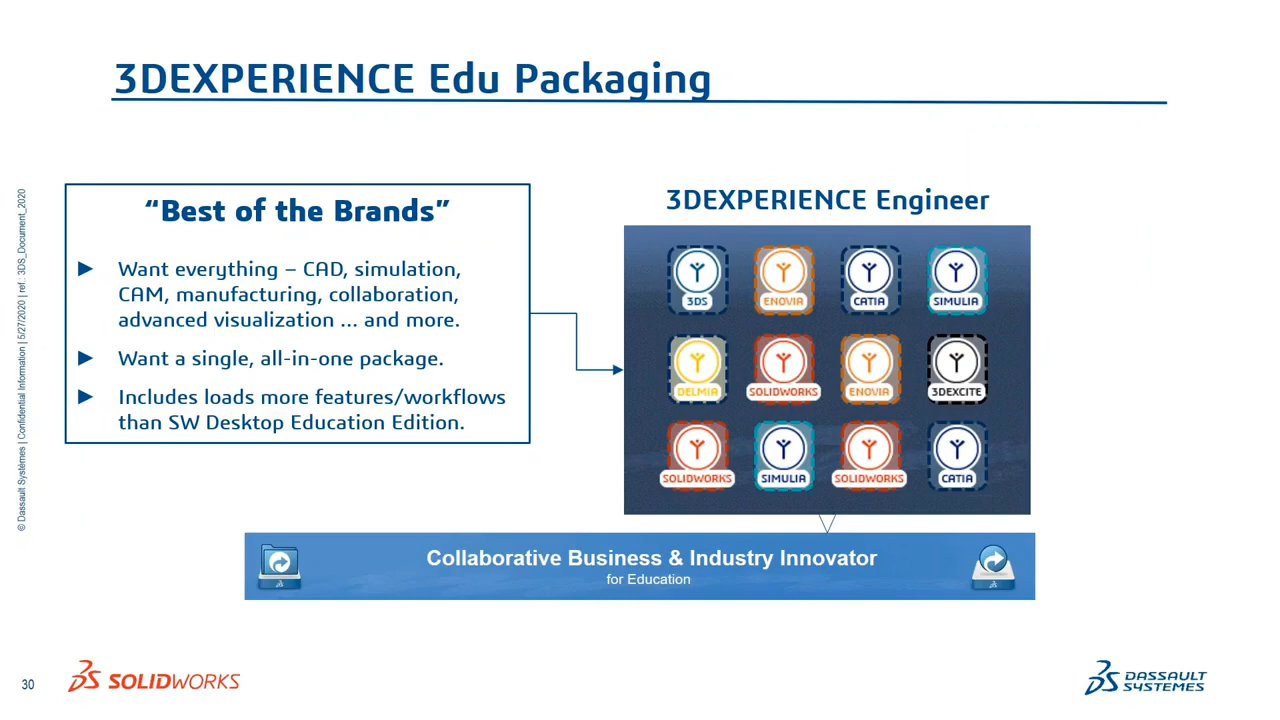 3DEXPERIENCE Edu Packaging
© Dassault Systèmes | Confidential Information | 5/27/2020 | ref.: 3DS_Document_2020
“Best of the Brands”
► Want everything – CAD, simulation,
CAM, manufacturing, collaboration,
advanced visualization ... and more.
► Want a single, all-in-one package.
► Includes loads more features/workflows
than SW Desktop Education Edition.
3DEXPERIENCE Engineer
3DS ENOVIA CATIA SIMULIA
DELMIA SOLIDWORKS ENOVIA 3DEXCITE
SOLIDWORKS SIMULIA SOLIDWORKS CATIA
Collaborative Business & Industry Innovator
for Education
30
SOLIDWORKS
DASSAULT
SYSTEMES